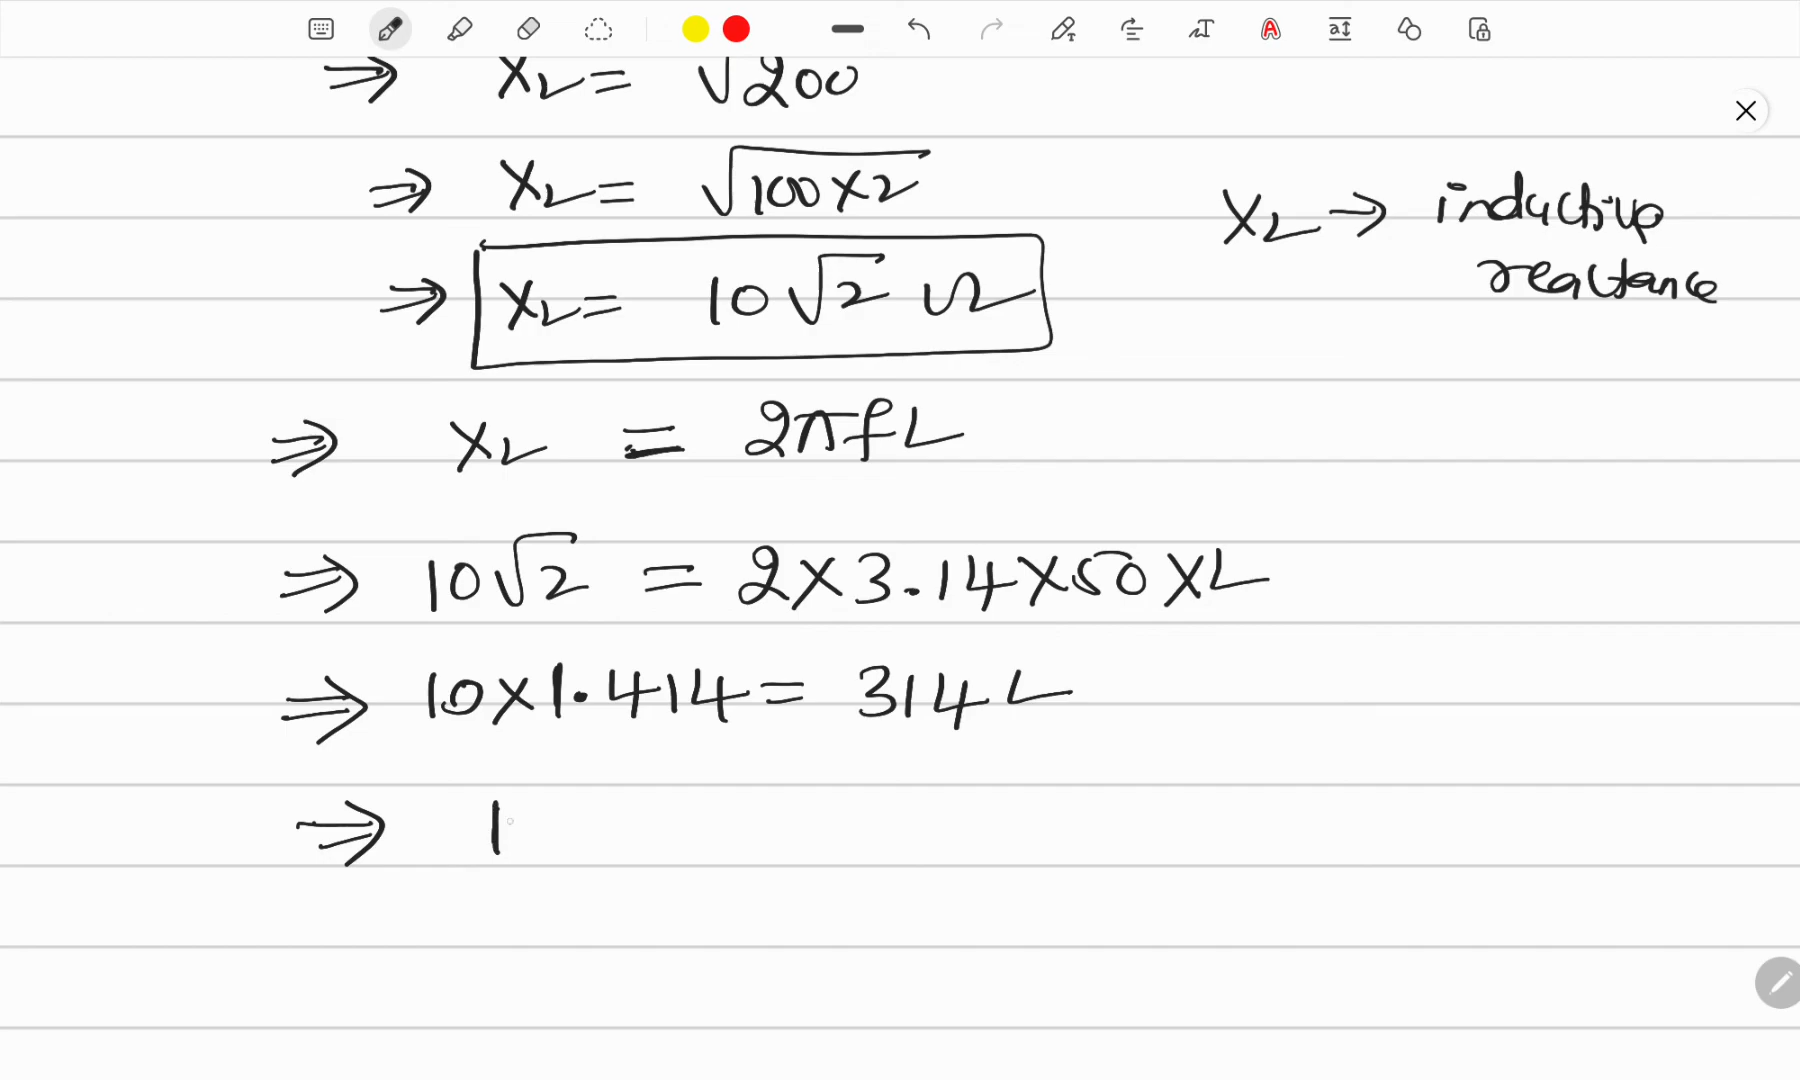 ⇒ X_L = √200
⇒ X_L = √100×2
X_L → inductive
reactance
⇒ X_L = 10√2 Ω
⇒ X_L = 2πfL
⇒ 10√2 = 2×3.14×50×L
⇒ 10×1.414 = 314L
⇒ 1